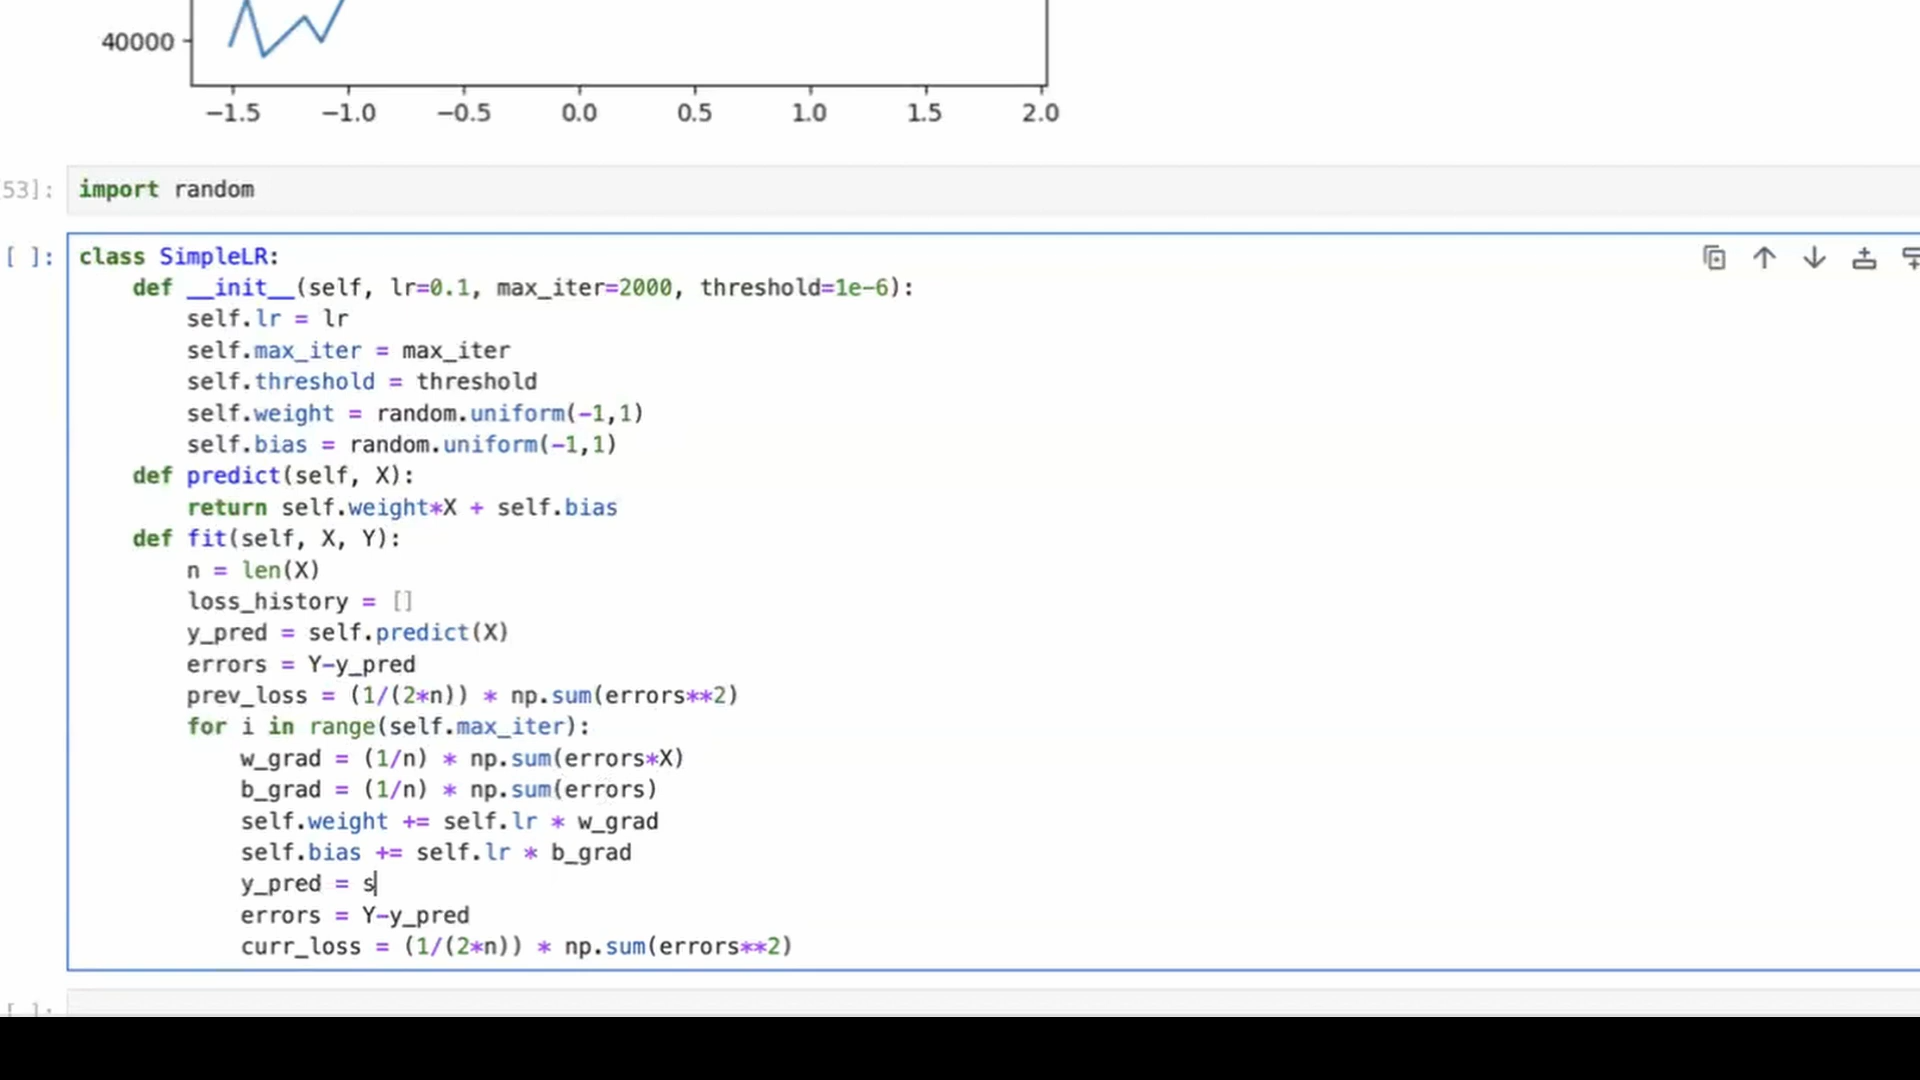 40000
−1.5 −1.0 −0.5 0.0 0.5 1.0 1.5 2.0
53]: import random
[ ]: class SimpleLR:
    def __init__(self, lr=0.1, max_iter=2000, threshold=1e-6):
        self.lr = lr
        self.max_iter = max_iter
        self.threshold = threshold
        self.weight = random.uniform(-1,1)
        self.bias = random.uniform(-1,1)
    def predict(self, X):
        return self.weight*X + self.bias
    def fit(self, X, Y):
        n = len(X)
        loss_history = []
        y_pred = self.predict(X)
        errors = Y-y_pred
        prev_loss = (1/(2*n)) * np.sum(errors**2)
        for i in range(self.max_iter):
            w_grad = (1/n) * np.sum(errors*X)
            b_grad = (1/n) * np.sum(errors)
            self.weight += self.lr * w_grad
            self.bias += self.lr * b_grad
            y_pred = s
            errors = Y-y_pred
            curr_loss = (1/(2*n)) * np.sum(errors**2)
[ ]: